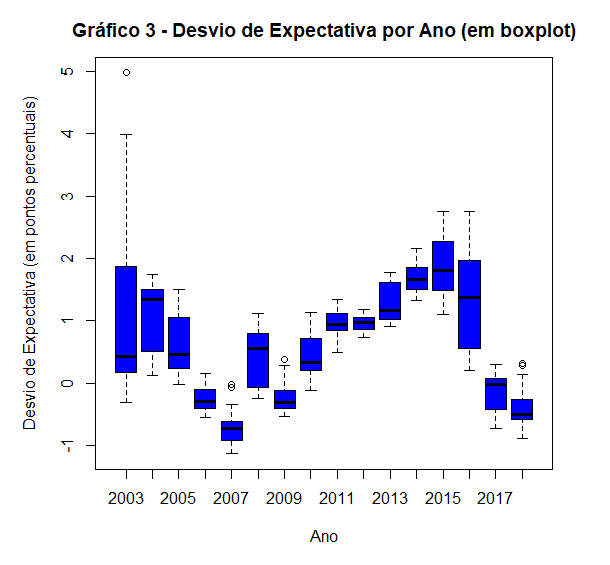 Gráfico 3 - Desvio de Expectativa por Ano (em boxplot)
Desvio de Expectativa (em pontos percentuais)
5
4
3
2
1
0
-1
2003 2005 2007 2009 2011 2013 2015 2017
Ano